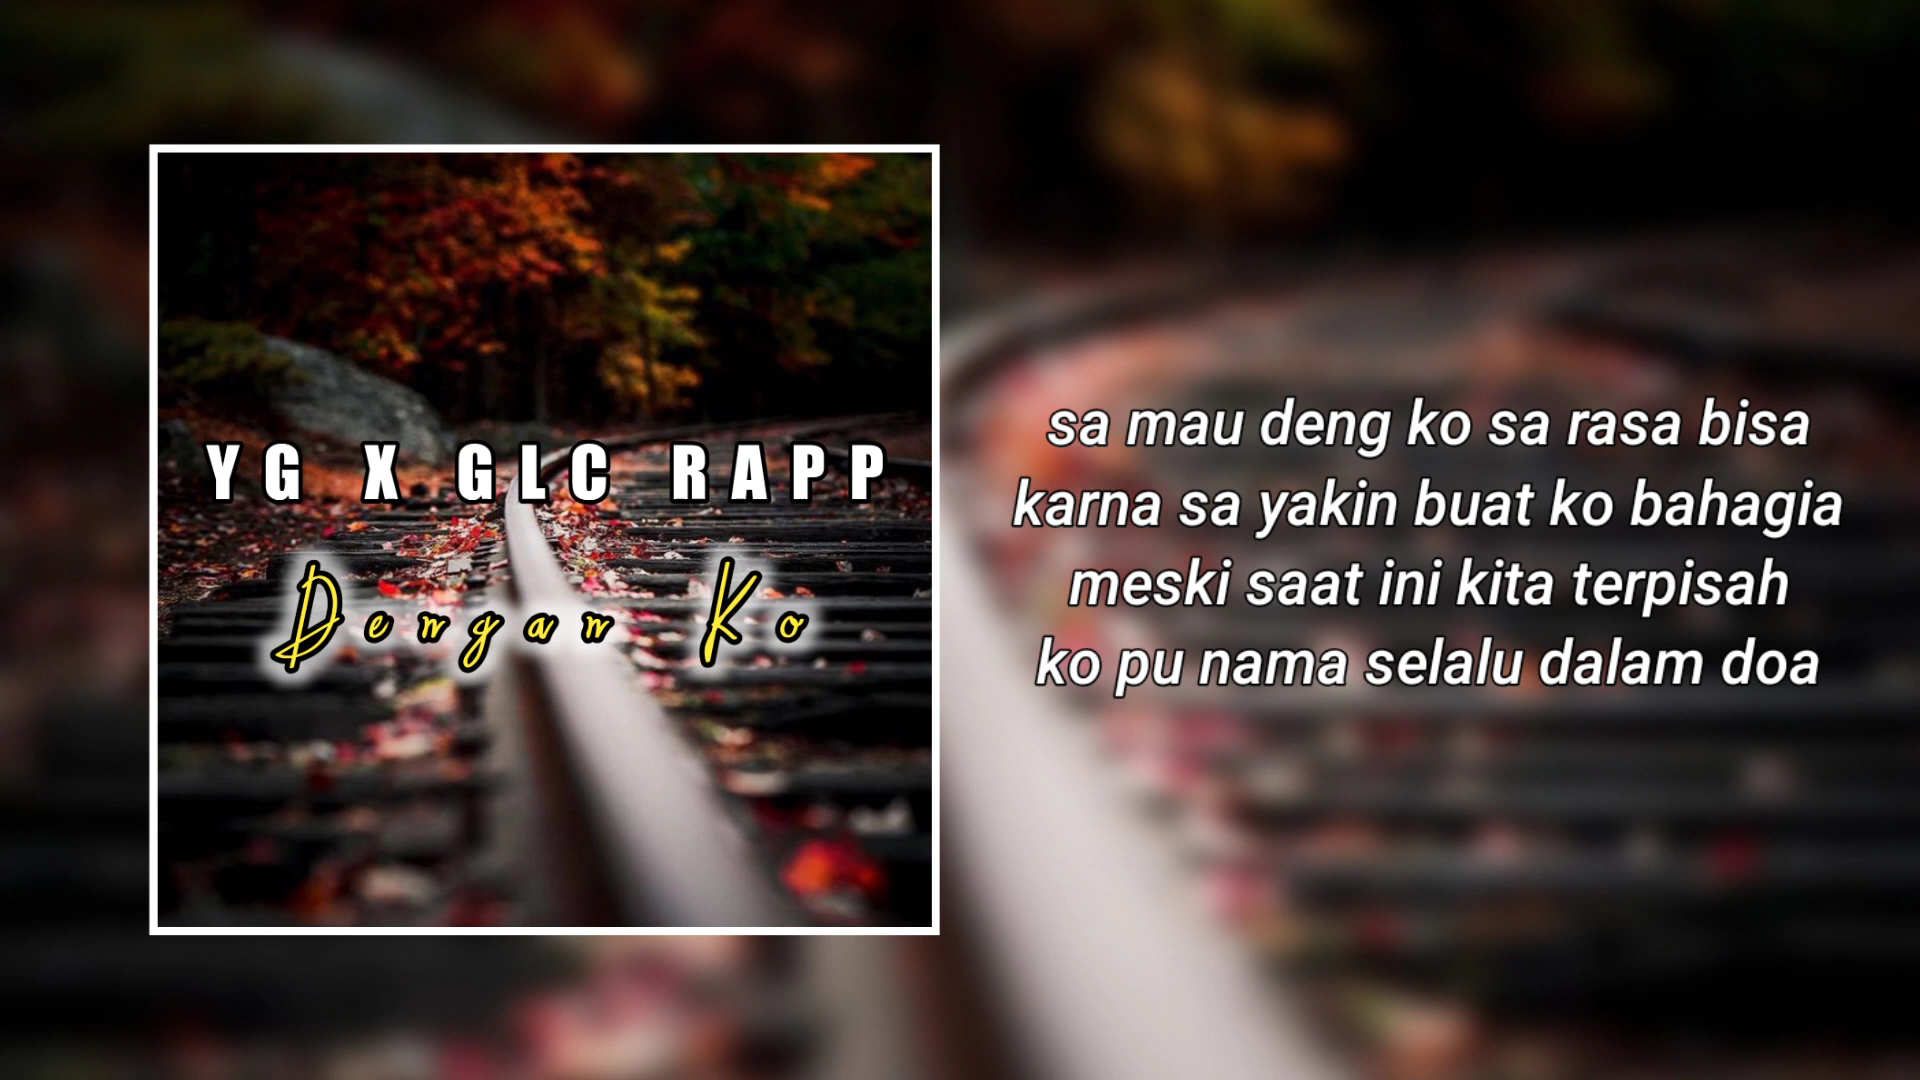 YG X GLC RAPP
Dengan Ko
sa mau deng ko sa rasa bisa
karna sa yakin buat ko bahagia
meski saat ini kita terpisah
ko pu nama selalu dalam doa